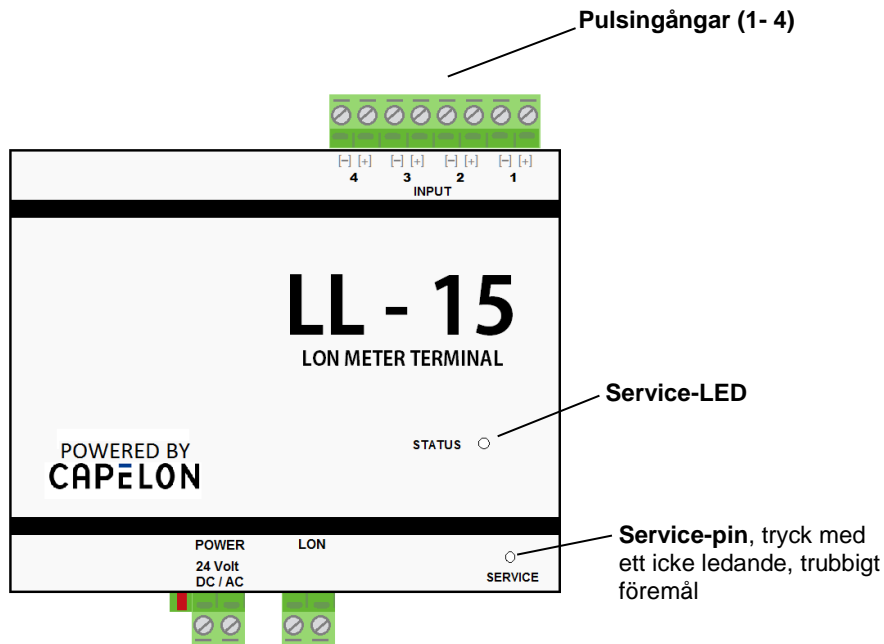 Pulsingångar (1- 4)
[–] [+] [–] [+] [–] [+] [–] [+]
4 3 2 1
INPUT
LL - 15
LON METER TERMINAL
Service-LED
STATUS
POWERED BY
CAPELON
Service-pin, tryck med
ett icke ledande, trubbigt
föremål
POWER
24 Volt
DC / AC
LON
SERVICE